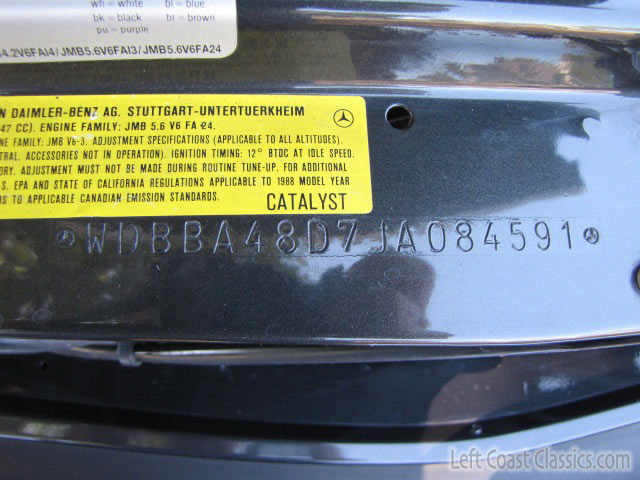 wh = white bl = blue
bk = black br = brown
pu = purple
4.2V6FAI4/JMB5.6V6FAI3/JMB5.6V6FA24
DAIMLER-BENZ AG. STUTTGART-UNTERTUERKHEIM
47 CC). ENGINE FAMILY: JMB 5.6 V6 FA 24.
FAMILY: JMB V6-3. ADJUSTMENT SPECIFICATIONS (APPLICABLE TO ALL ALTITUDES).
TRAL. ACCESSORIES NOT IN OPERATION). IGNITION TIMING: 12° BTDC AT IDLE SPEED.
ORY. ADJUSTMENT MUST NOT BE MADE DURING ROUTINE TUNE-UP. FOR ADDITIONAL
S. EPA AND STATE OF CALIFORNIA REGULATIONS APPLICABLE TO 1988 MODEL YEAR
S TO APPLICABLE CANADIAN EMISSION STANDARDS.
CATALYST
WDBBA48D7JA084591
Left Coast Classics.com